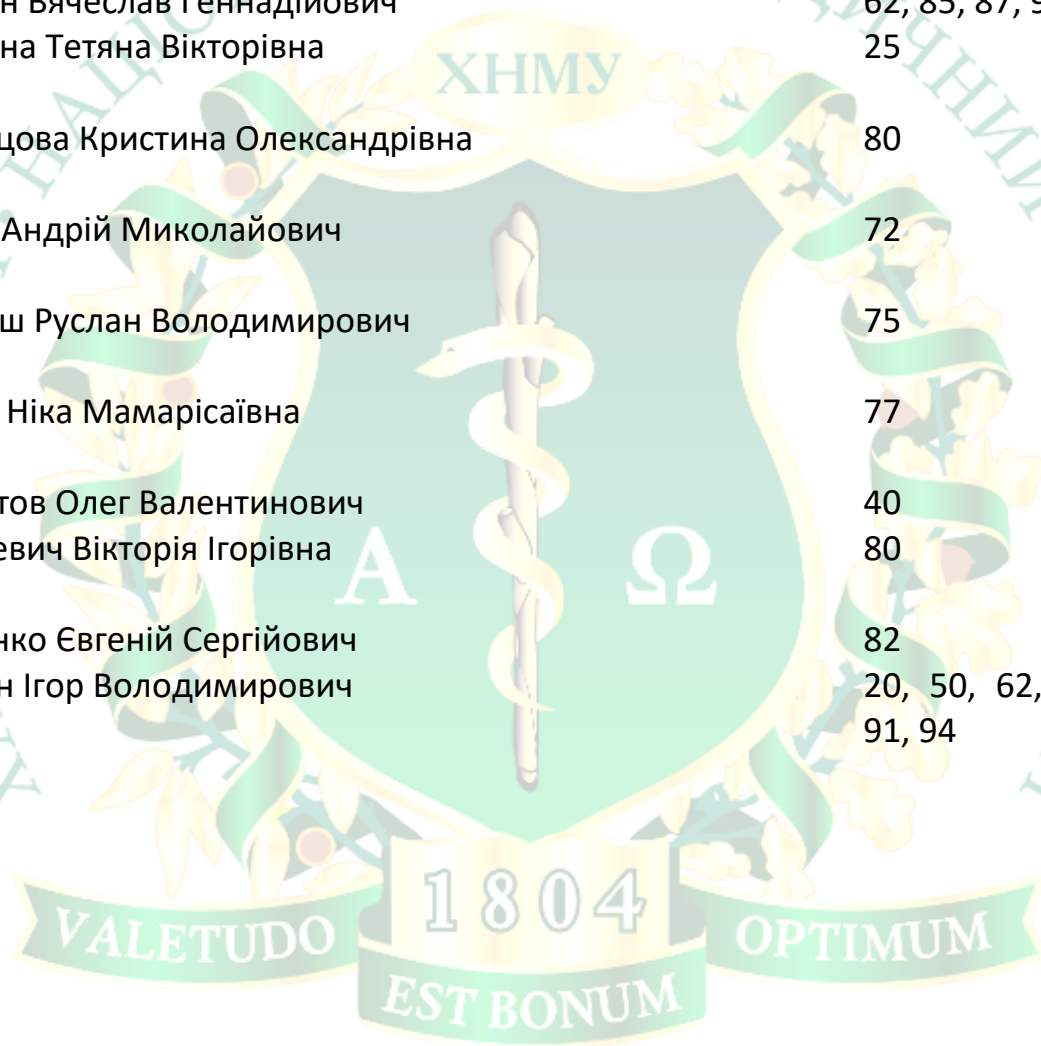 н Вячеслав Геннадійович 62, 85, 87, 9
на Тетяна Вікторівна 25
цова Кристина Олександрівна 80
Андрій Миколайович 72
ш Руслан Володимирович 75
Ніка Мамарісаївна 77
тов Олег Валентинович 40
евич Вікторія Ігорівна 80
нко Євгеній Сергійович 82
н Ігор Володимирович 20, 50, 62,
91, 94
ХНМУ
Α Ω
1804
VALETUDO OPTIMUM
EST BONUM